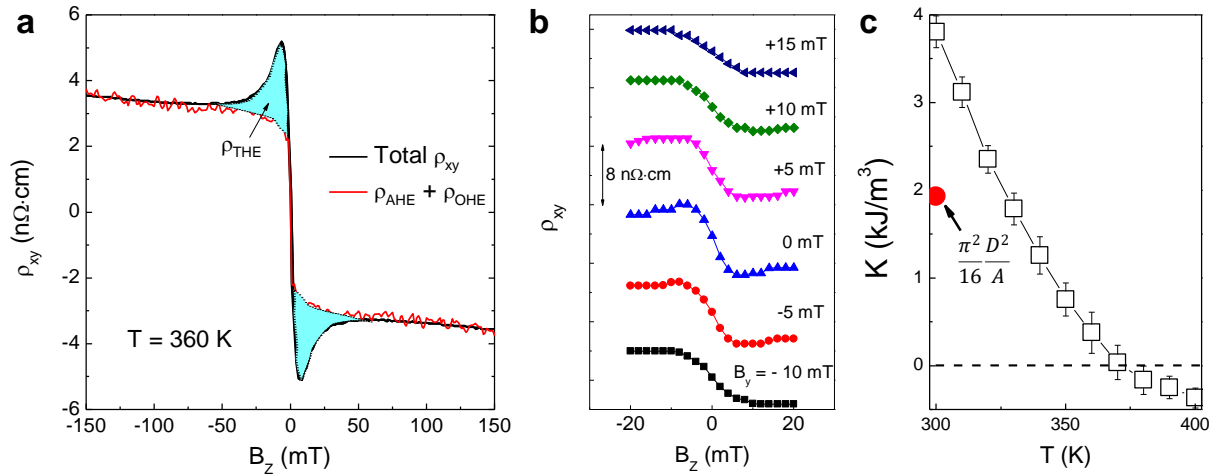 a
ρxy (nΩ·cm)
6
4
2
0
-2
-4
-6
-150
-100
-50
0
50
100
150
BZ (mT)
ρTHE
Total ρxy
ρAHE + ρOHE
T = 360 K
b
ρxy
8 nΩ·cm
+15 mT
+10 mT
+5 mT
0 mT
-5 mT
By = - 10 mT
-20
0
20
BZ (mT)
c
K (kJ/m³)
4
3
2
1
0
π² D²
16 A
300
325
350
375
400
T (K)